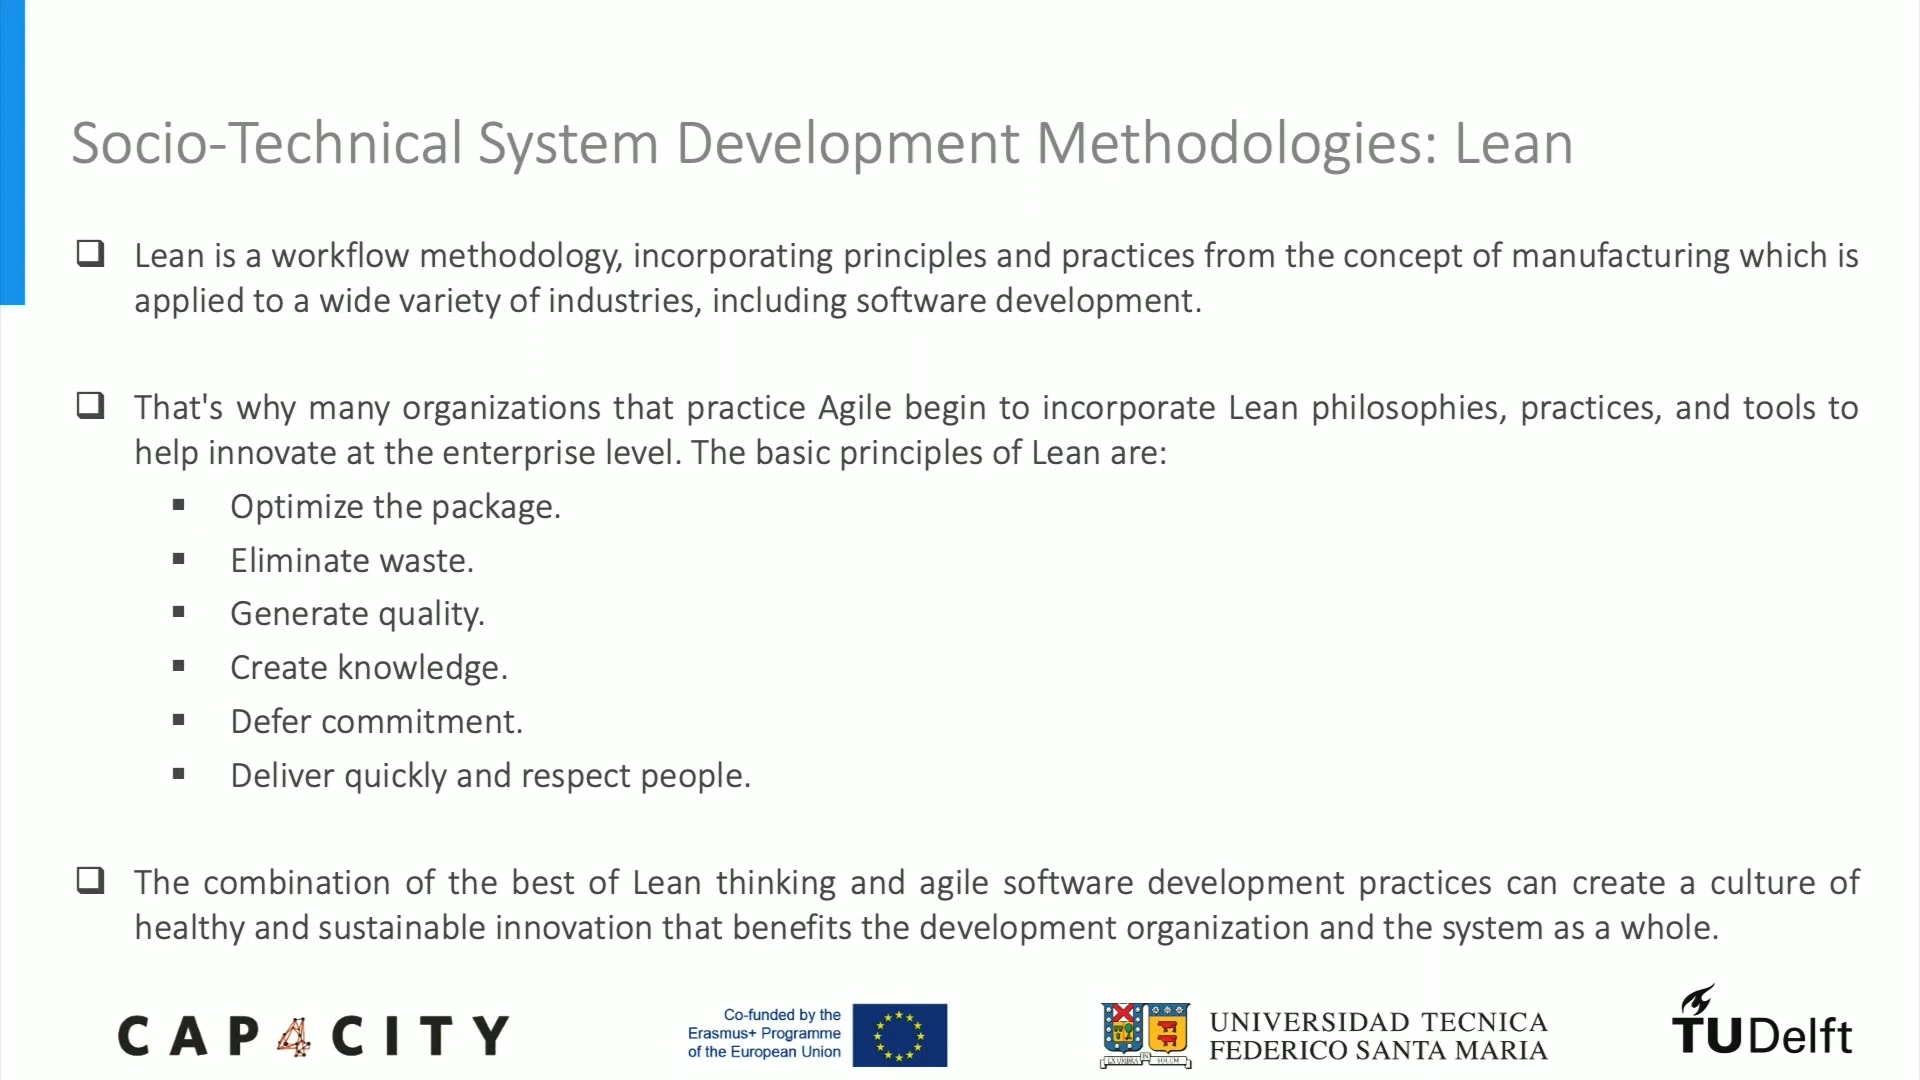 Socio-Technical System Development Methodologies: Lean
Lean is a workflow methodology, incorporating principles and practices from the concept of manufacturing which is
applied to a wide variety of industries, including software development.
That's why many organizations that practice Agile begin to incorporate Lean philosophies, practices, and tools to
help innovate at the enterprise level. The basic principles of Lean are:
Optimize the package.
Eliminate waste.
Generate quality.
Create knowledge.
Defer commitment.
Deliver quickly and respect people.
The combination of the best of Lean thinking and agile software development practices can create a culture of
healthy and sustainable innovation that benefits the development organization and the system as a whole.
CAP4CITY
Co-funded by the
Erasmus+ Programme
of the European Union
EX UMBRA IN SOLEM
UNIVERSIDAD TECNICA
FEDERICO SANTA MARIA
TUDelft